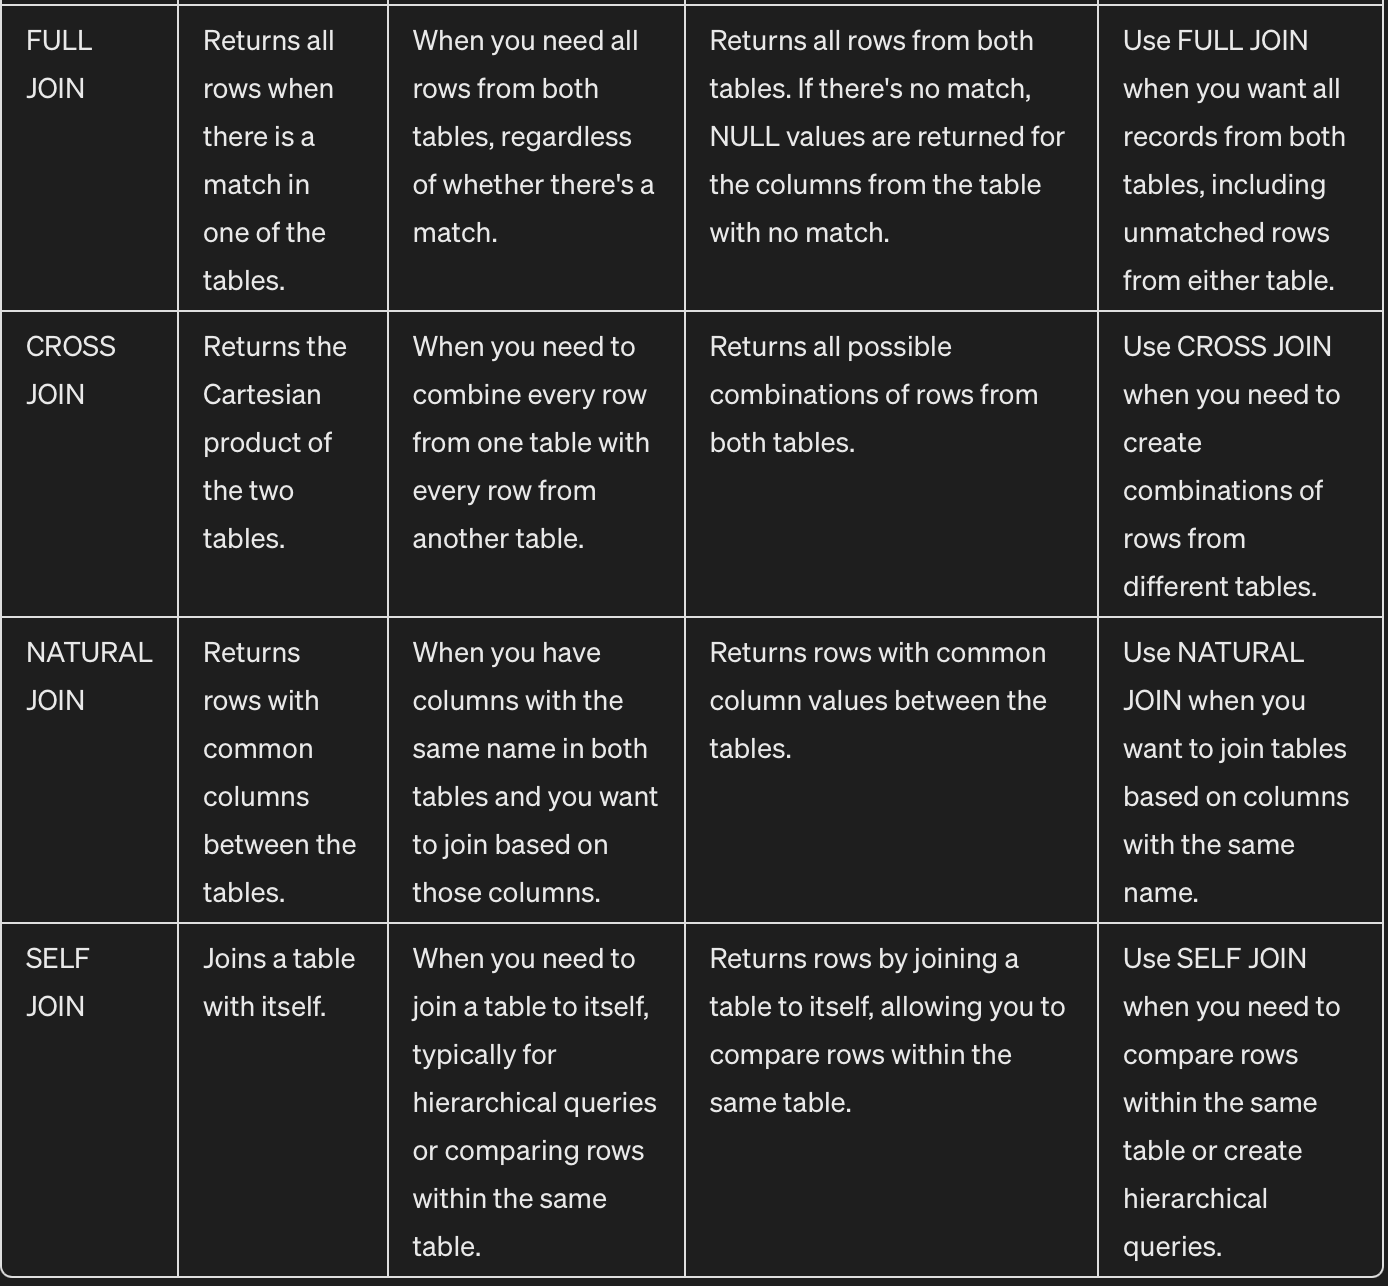 FULL
JOIN
Returns all
rows when
there is a
match in
one of the
tables.
When you need all
rows from both
tables, regardless
of whether there's a
match.
Returns all rows from both
tables. If there's no match,
NULL values are returned for
the columns from the table
with no match.
Use FULL JOIN
when you want all
records from both
tables, including
unmatched rows
from either table.
CROSS
JOIN
Returns the
Cartesian
product of
the two
tables.
When you need to
combine every row
from one table with
every row from
another table.
Returns all possible
combinations of rows from
both tables.
Use CROSS JOIN
when you need to
create
combinations of
rows from
different tables.
NATURAL
JOIN
Returns
rows with
common
columns
between the
tables.
When you have
columns with the
same name in both
tables and you want
to join based on
those columns.
Returns rows with common
column values between the
tables.
Use NATURAL
JOIN when you
want to join tables
based on columns
with the same
name.
SELF
JOIN
Joins a table
with itself.
When you need to
join a table to itself,
typically for
hierarchical queries
or comparing rows
within the same
table.
Returns rows by joining a
table to itself, allowing you to
compare rows within the
same table.
Use SELF JOIN
when you need to
compare rows
within the same
table or create
hierarchical
queries.